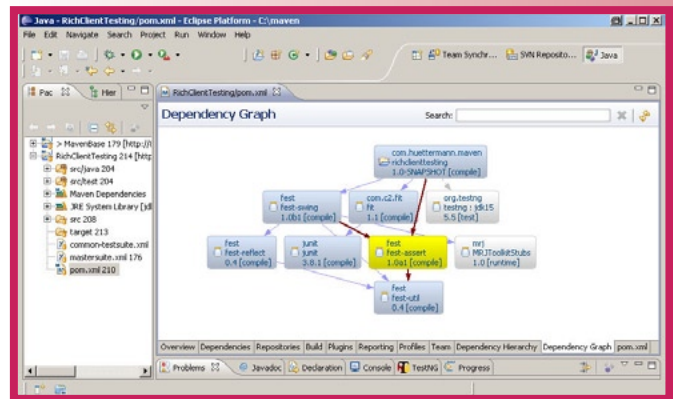 Java - RichClientTesting/pom.xml - Eclipse Platform - C:\maven
File Edit Navigate Search Project Run Window Help
Team Synchr... SVN Reposito... Java
Pac Hier
RichClientTesting/pom.xml
Dependency Graph
Search:
> MavenBase 179 [http://
RichClientTesting 214 [http
src/java 204
src/test 204
Maven Dependencies
JRE System Library [jd
src 208
target 213
common-testsuite.xml
mastersuite.xml 176
pom.xml 210
com.huettermann.maven
richclienttesting
1.0-SNAPSHOT [compile]
fest
fest-swing
1.0b1 [compile]
com.c2.fit
fit
1.1 [compile]
org.testng
testng : jdk15
5.5 [test]
fest
fest-reflect
0.4 [compile]
junit
junit
3.8.1 [compile]
fest
fest-assert
1.0a1 [compile]
mrj
MRJToolkitStubs
1.0 [runtime]
fest
fest-util
0.4 [compile]
Overview Dependencies Repositories Build Plugins Reporting Profiles Team Dependency Hierarchy Dependency Graph pom.xml
Problems Javadoc Declaration Console TestNG Progress